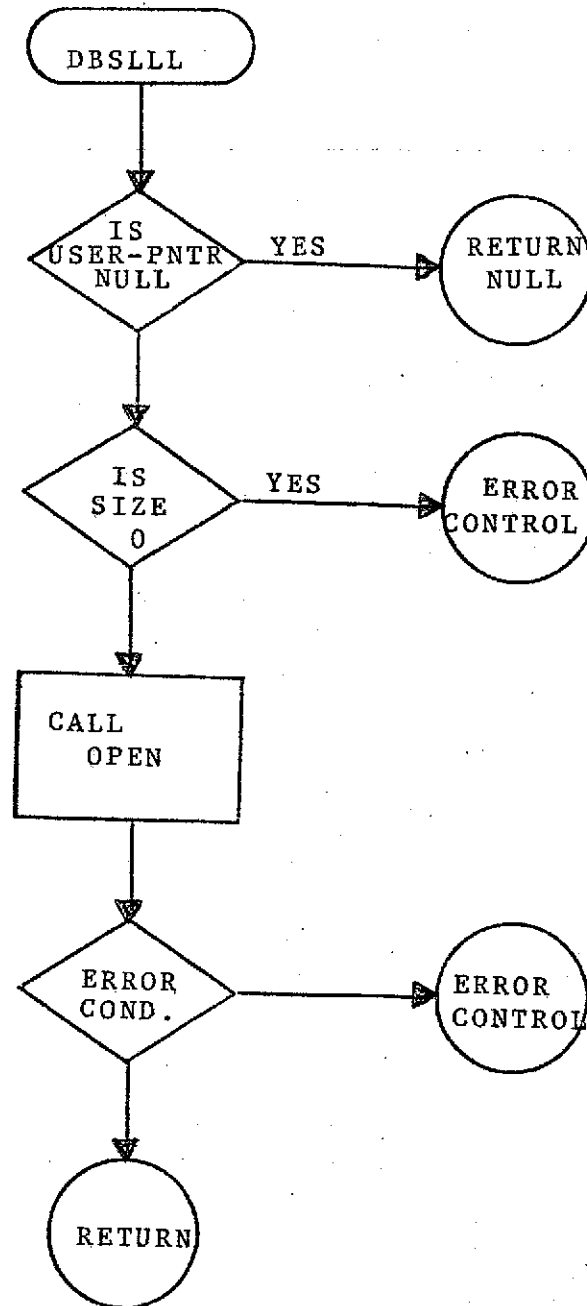 DBSLLL
IS
USER-PNTR
NULL
YES
RETURN
NULL
IS
SIZE
0
YES
ERROR
CONTROL
CALL
OPEN
ERROR
COND.
ERROR
CONTROL
RETURN